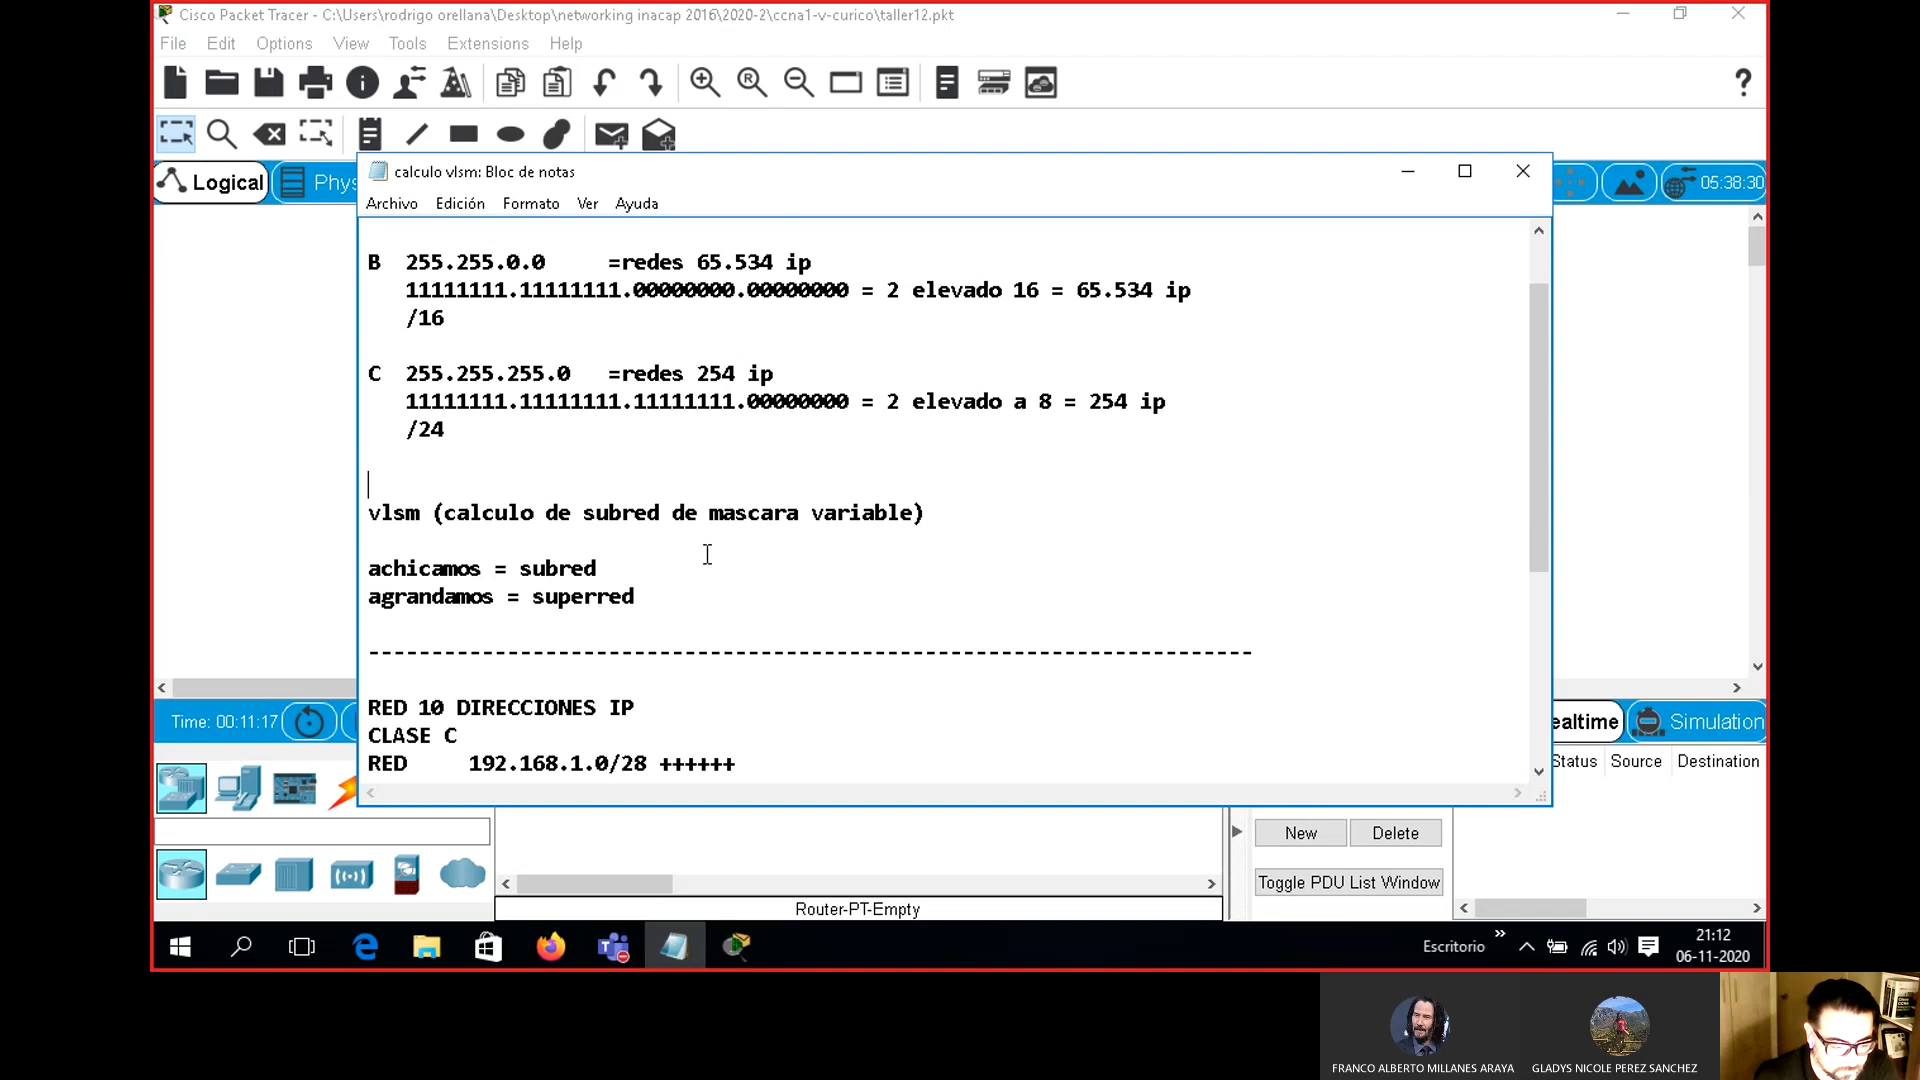 Cisco Packet Tracer - C:\Users\rodrigo orellana\Desktop\networking inacap 2016\2020-2\ccna1-v-curico\taller12.pkt
File Edit Options View Tools Extensions Help
Logical Phys
05:38:30
calculo vlsm: Bloc de notas
Archivo Edición Formato Ver Ayuda
B 255.255.0.0 =redes 65.534 ip
11111111.11111111.00000000.00000000 = 2 elevado 16 = 65.534 ip
/16
C 255.255.255.0 =redes 254 ip
11111111.11111111.11111111.00000000 = 2 elevado a 8 = 254 ip
/24
vlsm (calculo de subred de mascara variable)
achicamos = subred
agrandamos = superred
----------------------------------------------------------------------
RED 10 DIRECCIONES IP
CLASE C
RED 192.168.1.0/28 ++++++
Time: 00:11:17
ealtime Simulation
Status Source Destination
New Delete
Toggle PDU List Window
Router-PT-Empty
Escritorio
21:12
06-11-2020
FRANCO ALBERTO MILLANES ARAYA GLADYS NICOLE PEREZ SANCHEZ